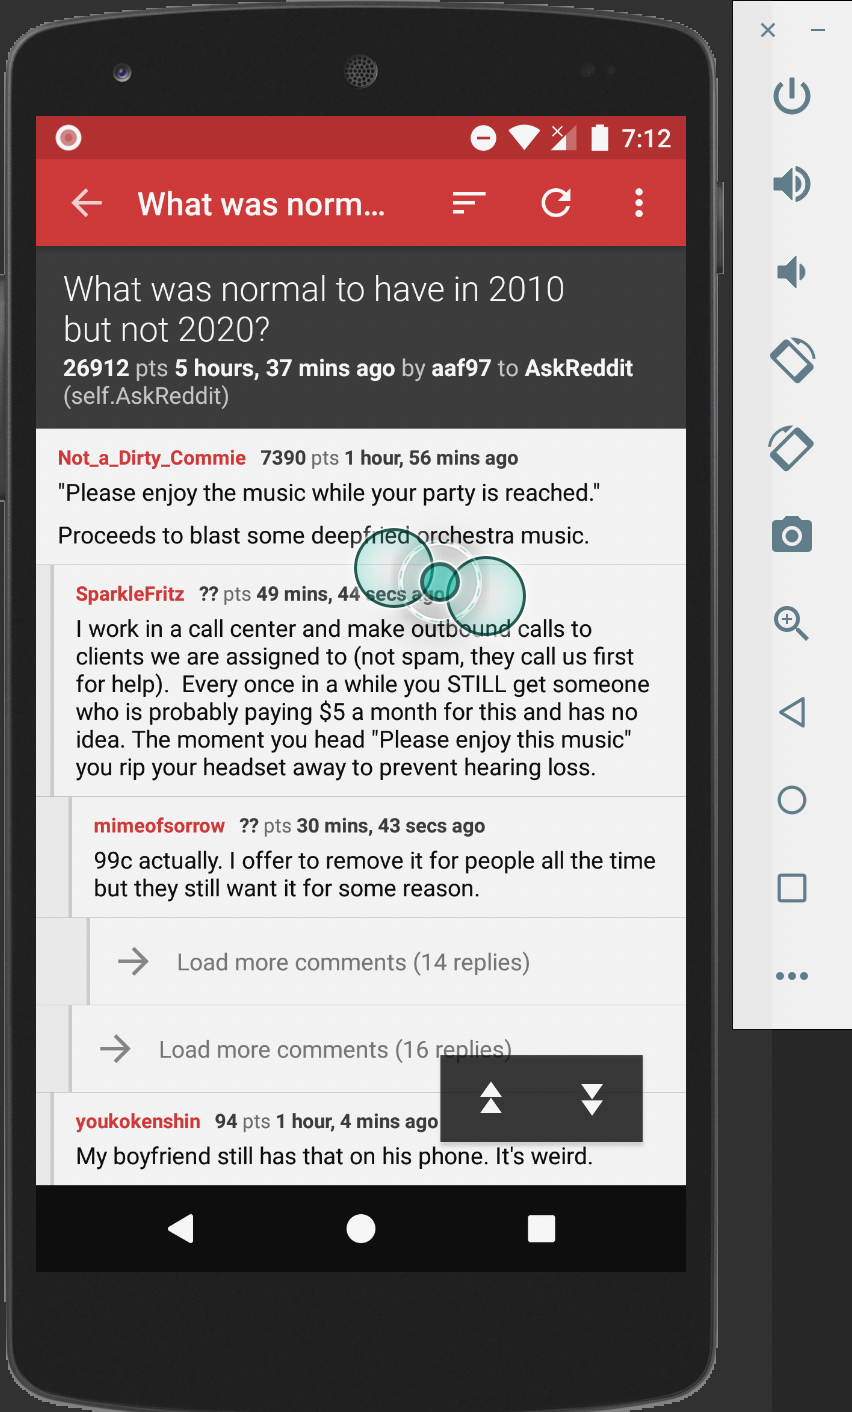 7:12
What was norm...
What was normal to have in 2010
but not 2020?
26912 pts 5 hours, 37 mins ago by aaf97 to AskReddit
(self.AskReddit)
Not_a_Dirty_Commie 7390 pts 1 hour, 56 mins ago
"Please enjoy the music while your party is reached."
Proceeds to blast some deepfried orchestra music.
SparkleFritz ?? pts 49 mins, 44 secs ago
I work in a call center and make outbound calls to
clients we are assigned to (not spam, they call us first
for help). Every once in a while you STILL get someone
who is probably paying $5 a month for this and has no
idea. The moment you head "Please enjoy this music"
you rip your headset away to prevent hearing loss.
mimeofsorrow ?? pts 30 mins, 43 secs ago
99c actually. I offer to remove it for people all the time
but they still want it for some reason.
Load more comments (14 replies)
Load more comments (16 replies)
youkokenshin 94 pts 1 hour, 4 mins ago
My boyfriend still has that on his phone. It's weird.